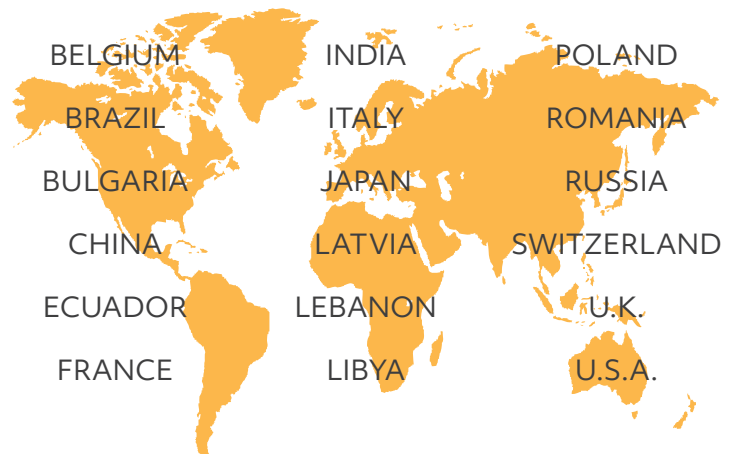 BELGIUM
BRAZIL
BULGARIA
CHINA
ECUADOR
FRANCE
INDIA
ITALY
JAPAN
LATVIA
LEBANON
LIBYA
POLAND
ROMANIA
RUSSIA
SWITZERLAND
U.K.
U.S.A.